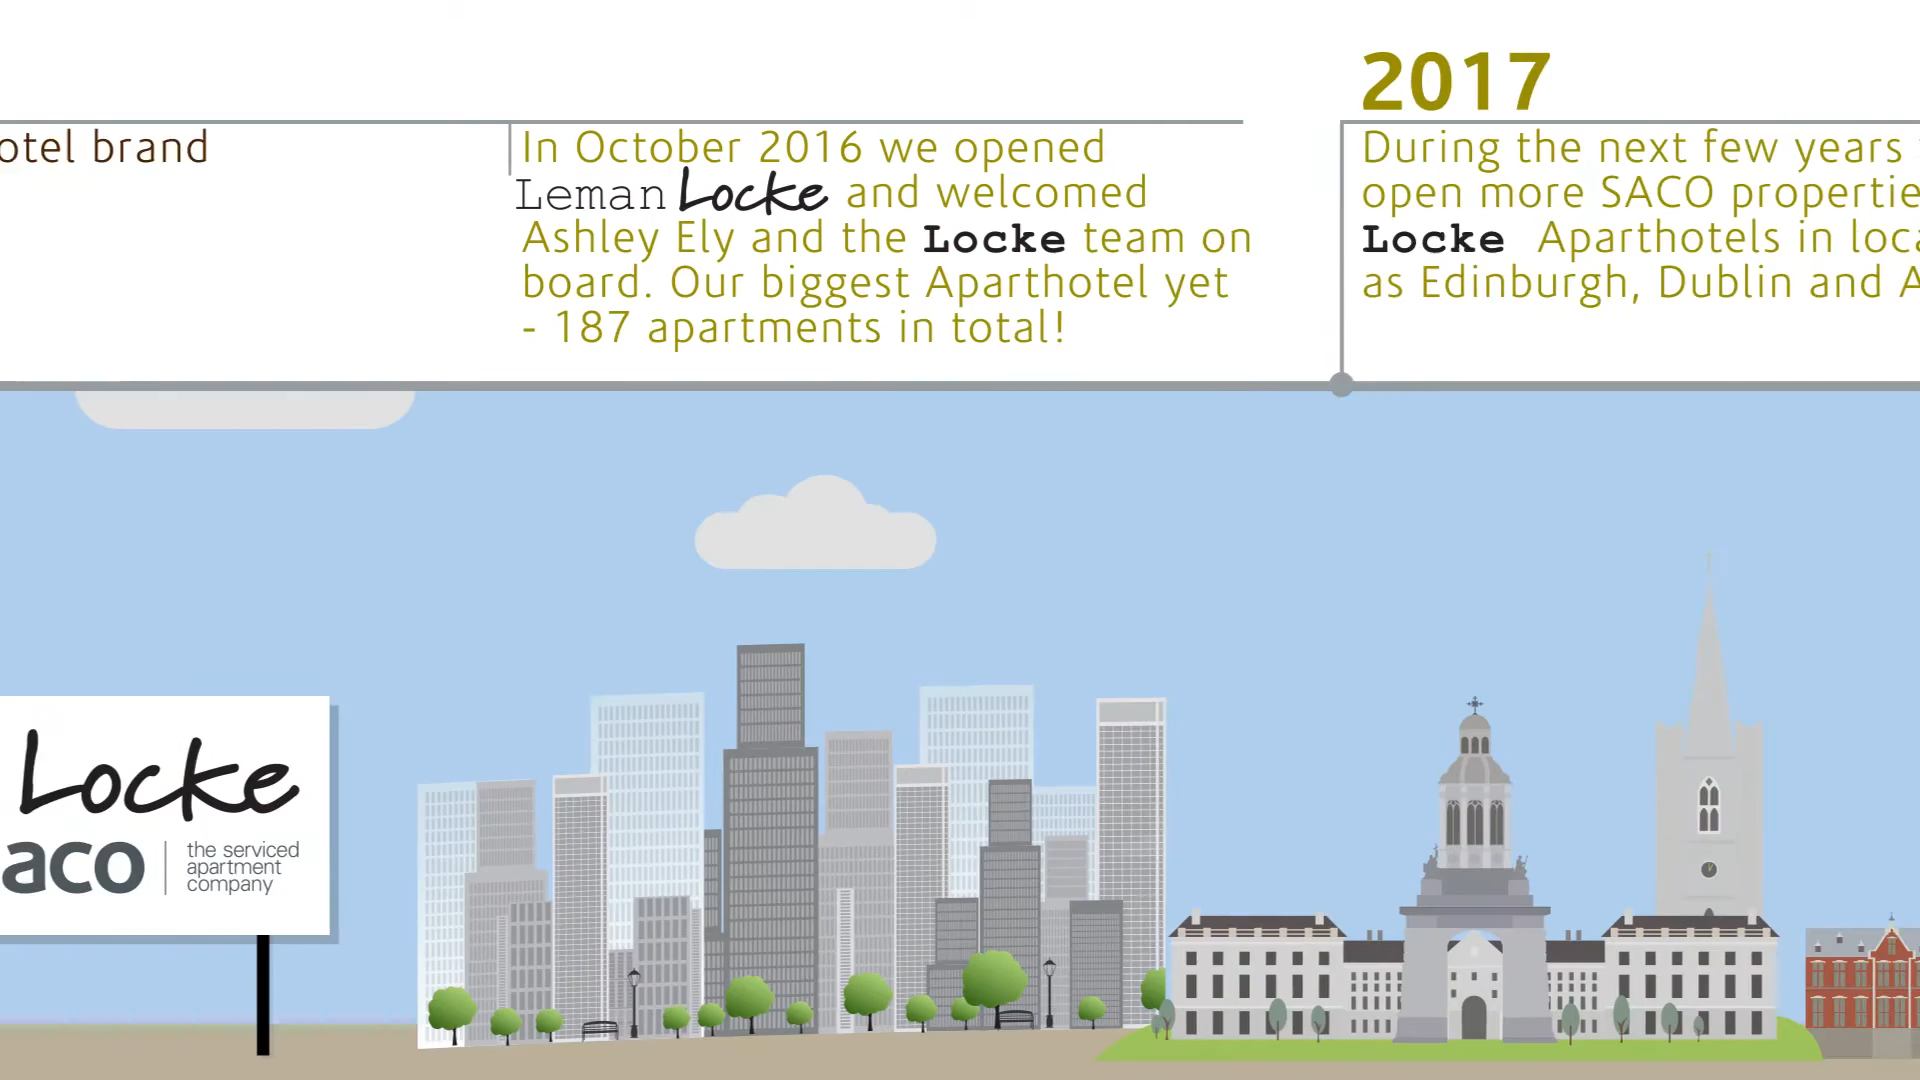 otel brand
In October 2016 we opened
Leman Locke and welcomed
Ashley Ely and the Locke team on
board. Our biggest Aparthotel yet
- 187 apartments in total!
2017
During the next few years
open more SACO propertie
Locke Aparthotels in loca
as Edinburgh, Dublin and A
Locke
aco
the serviced
apartment
company